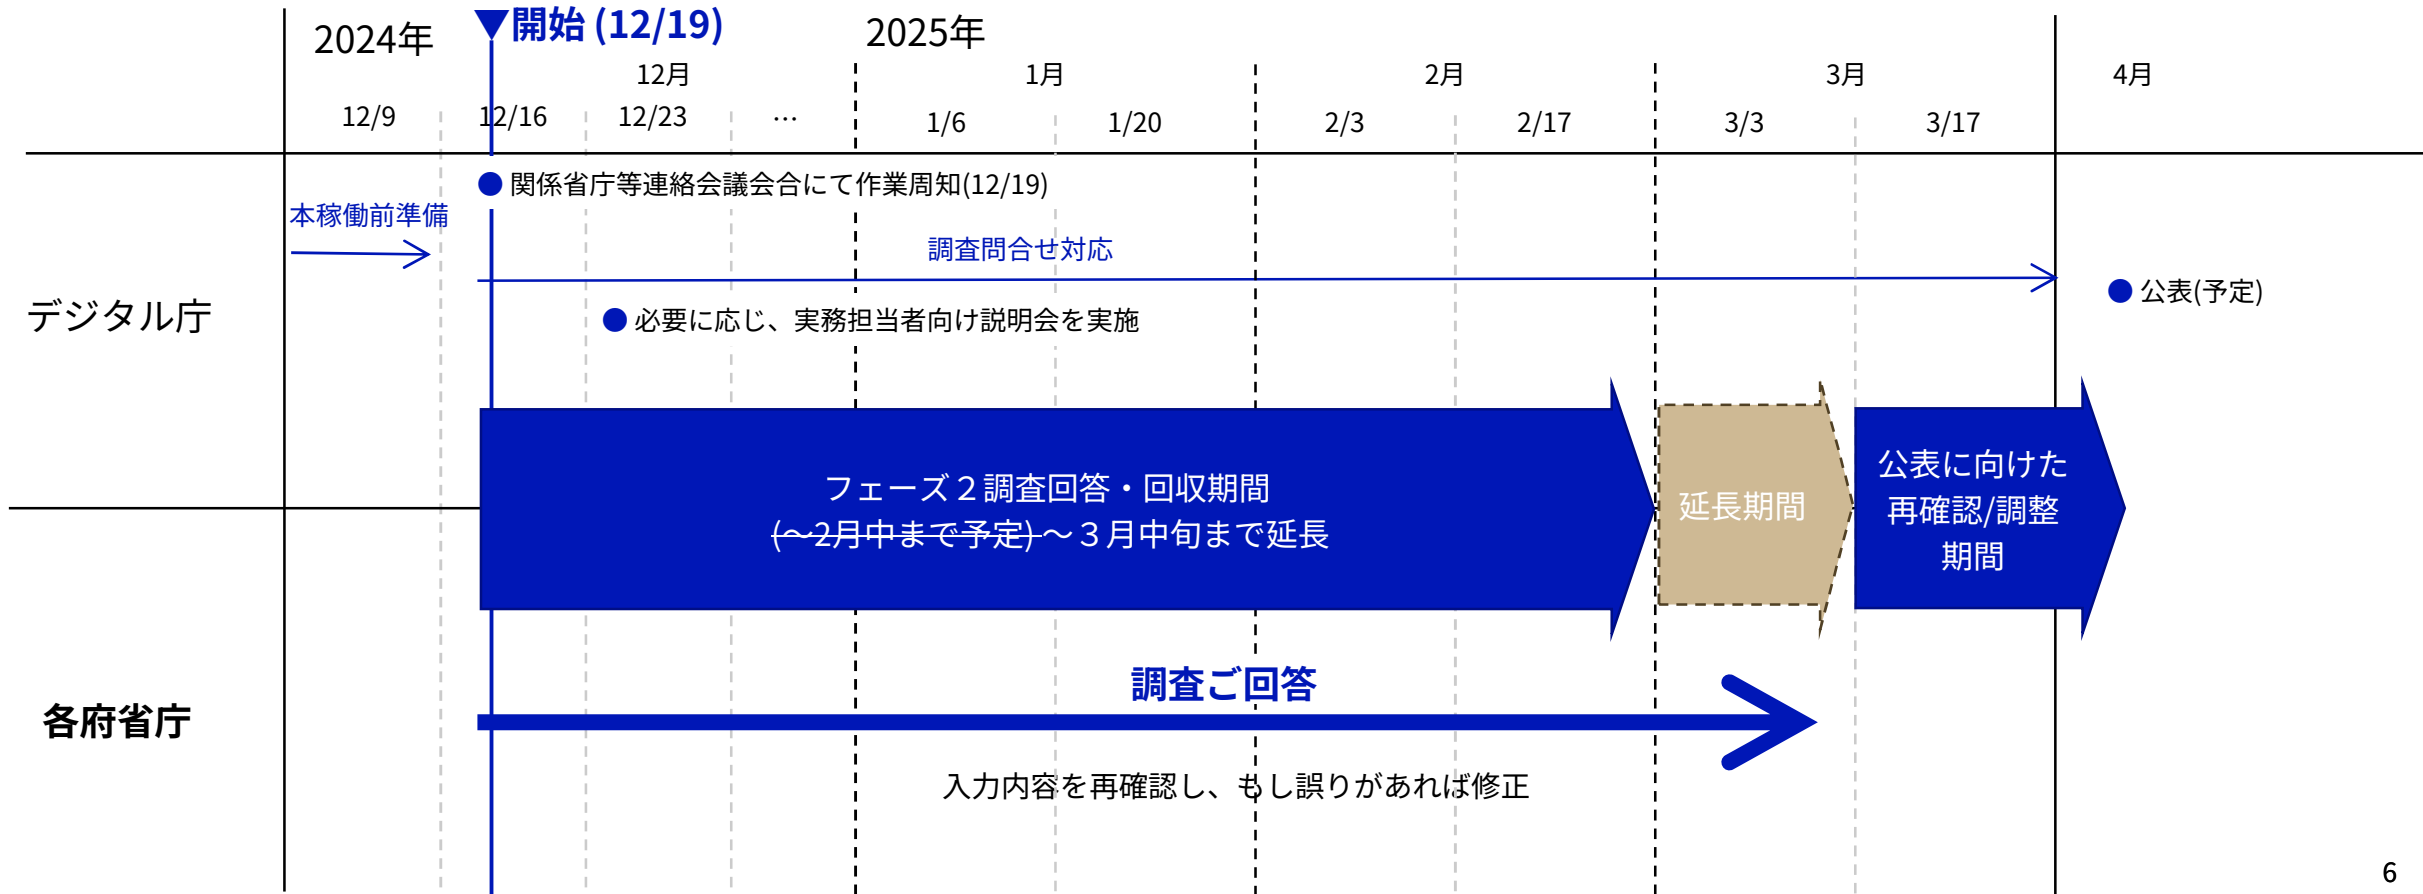 2024年
▼開始 (12/19)
2025年
12月
1月
2月
3月
4月
12/9
12/16
12/23
…
1/6
1/20
2/3
2/17
3/3
3/17
● 関係省庁等連絡会議会合にて作業周知(12/19)
本稼働前準備
調査問合せ対応
● 公表(予定)
デジタル庁
● 必要に応じ、実務担当者向け説明会を実施
フェーズ２調査回答・回収期間
(～2月中まで予定)～３月中旬まで延長
延長期間
公表に向けた
再確認/調整
期間
調査ご回答
各府省庁
入力内容を再確認し、もし誤りがあれば修正
6